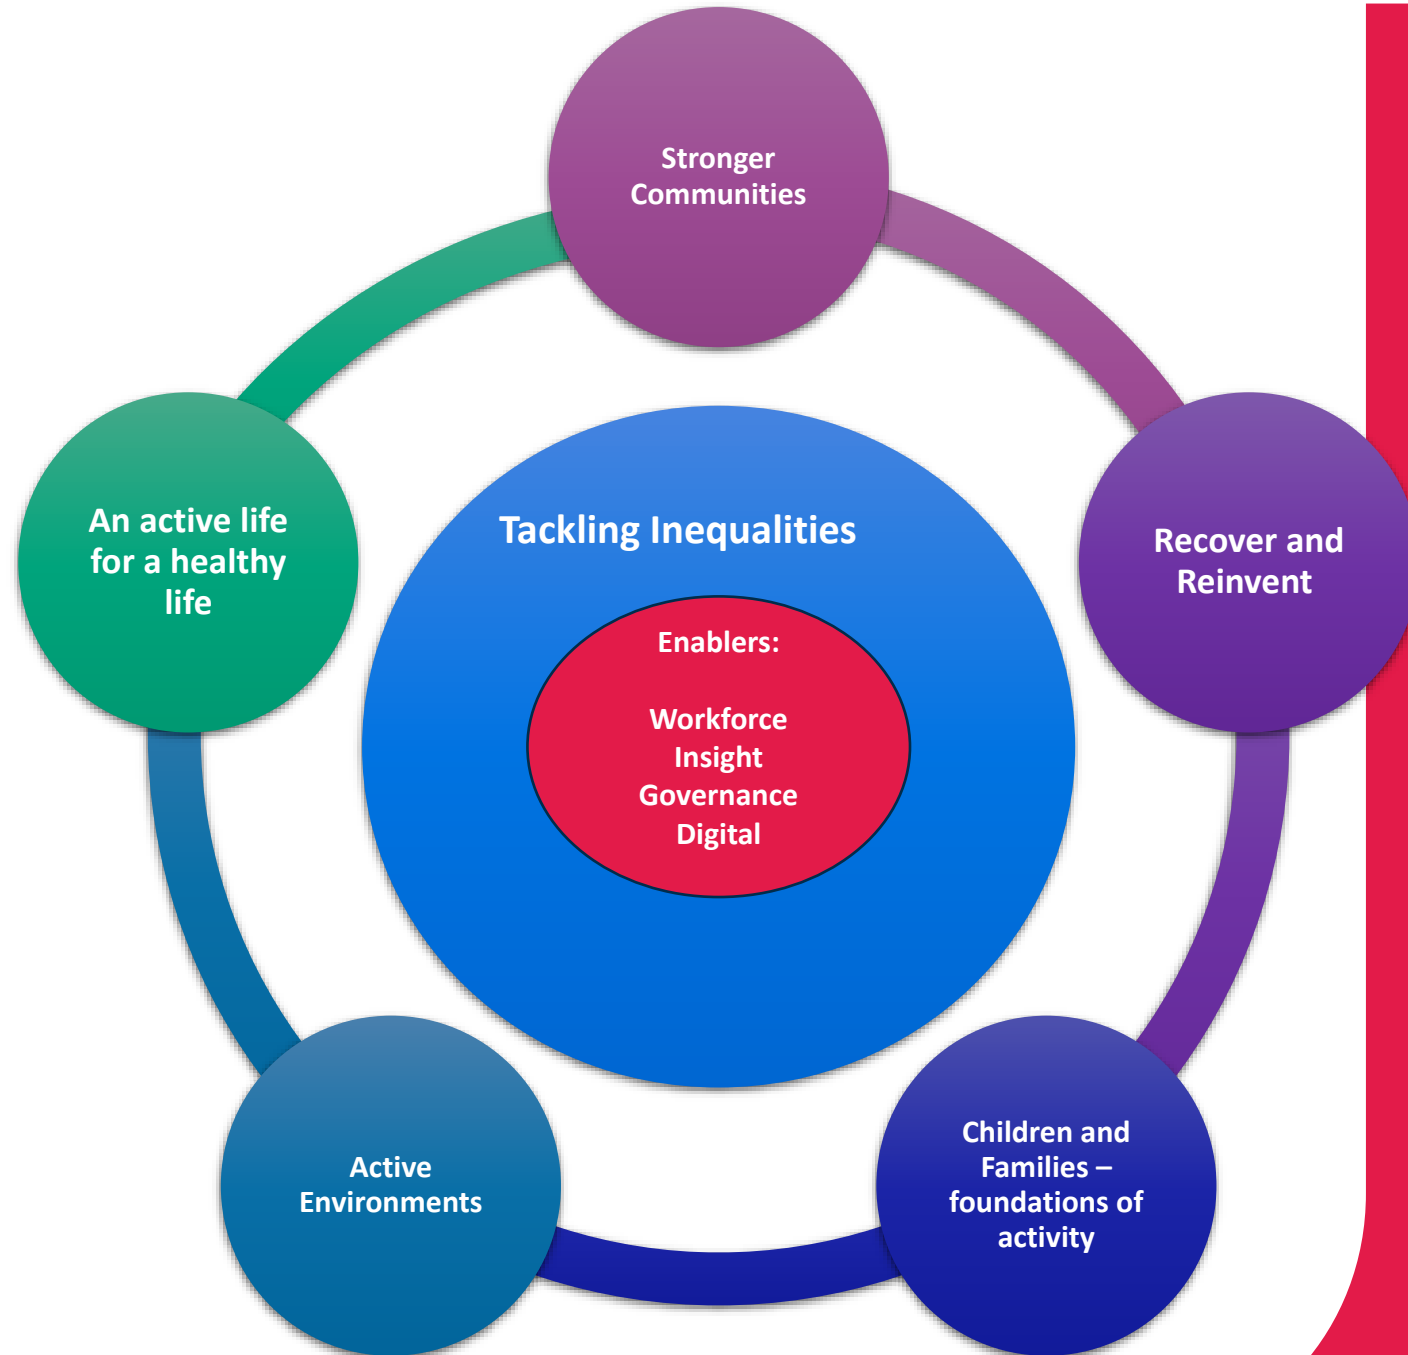 Stronger
Communities
An active life
for a healthy
life
Tackling Inequalities
Recover and
Reinvent
Enablers:
Workforce
Insight
Governance
Digital
Active
Environments
Children and
Families –
foundations of
activity